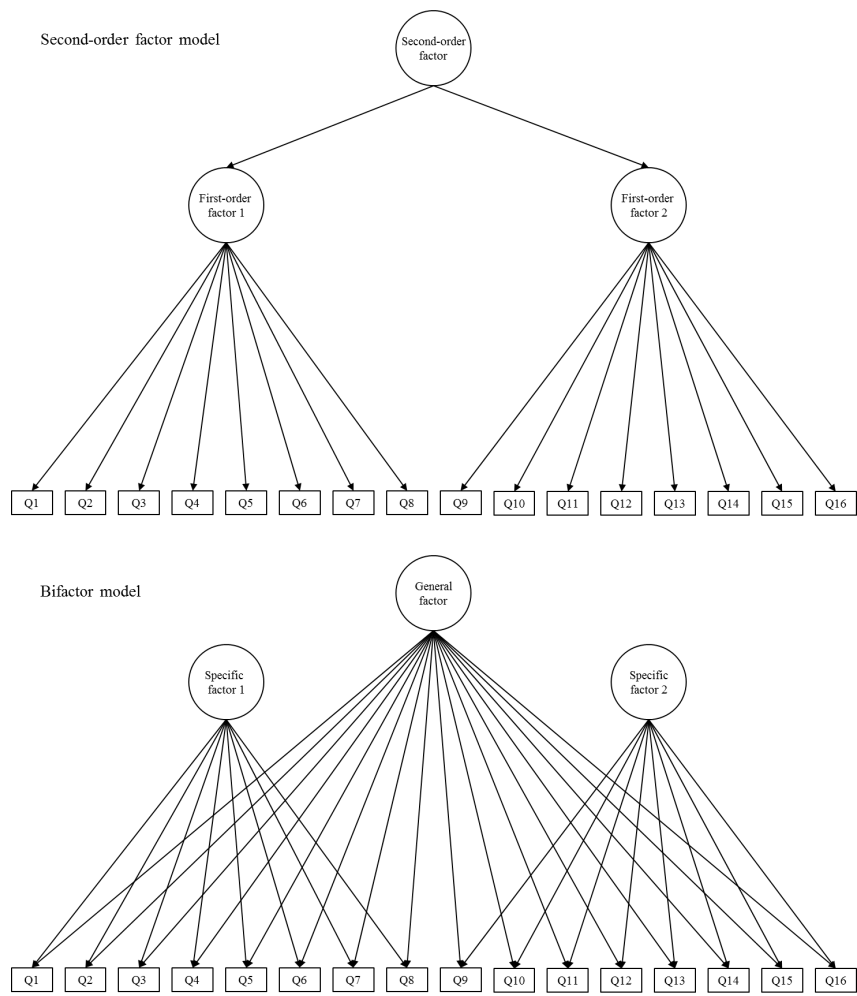 Second-order factor model
Second-order
factor
First-order
factor 1
First-order
factor 2
Q1 Q2 Q3 Q4 Q5 Q6 Q7 Q8 Q9 Q10 Q11 Q12 Q13 Q14 Q15 Q16
Bifactor model
General
factor
Specific
factor 1
Specific
factor 2
Q1 Q2 Q3 Q4 Q5 Q6 Q7 Q8 Q9 Q10 Q11 Q12 Q13 Q14 Q15 Q16